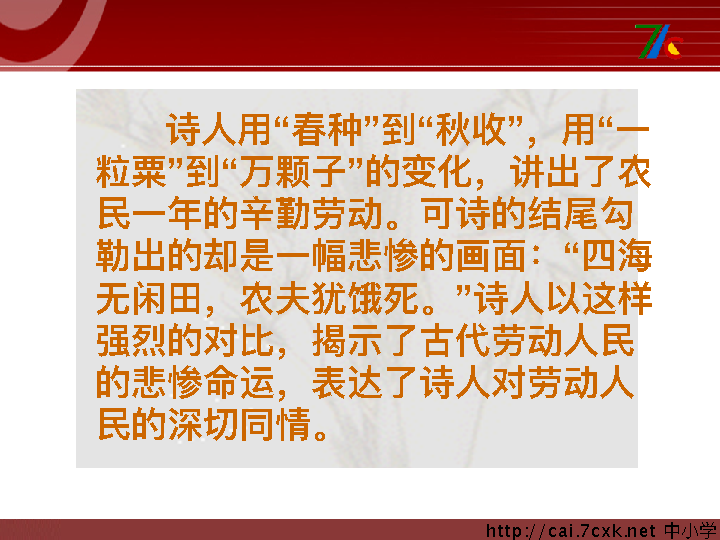 诗人用“春种”到“秋收”，用“一
粒粟”到“万颗子”的变化，讲出了农
民一年的辛勤劳动。可诗的结尾勾
勒出的却是一幅悲惨的画面：“四海
无闲田，农夫犹饿死。”诗人以这样
强烈的对比，揭示了古代劳动人民
的悲惨命运，表达了诗人对劳动人
民的深切同情。
http://cai.7cxk.net 中小学